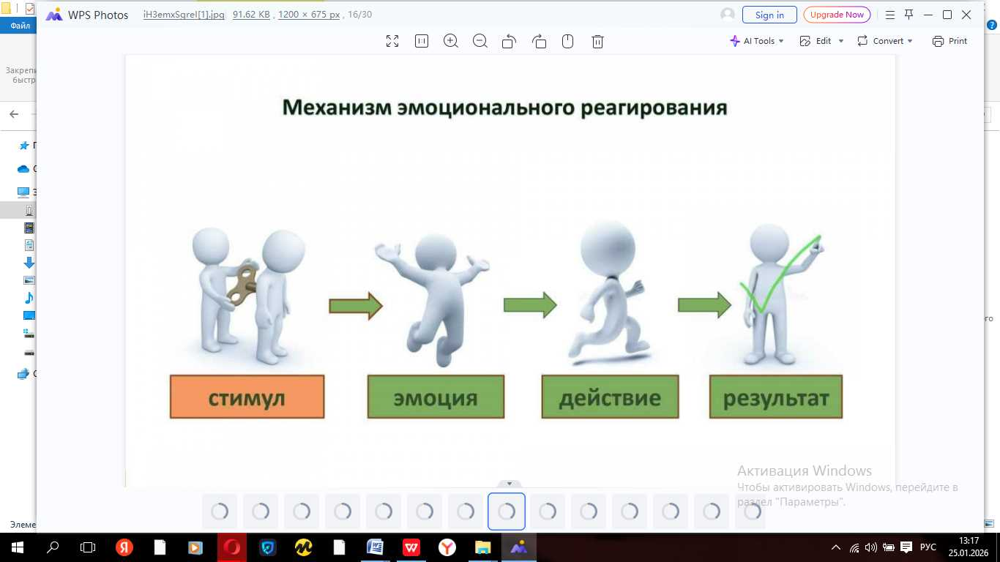 WPS Photos
iH3emxSqreI[1].jpg 91.62 KB , 1200 × 675 px , 16/30
Sign in
Upgrade Now
Файл
AI Tools
Edit
Convert
Print
Механизм эмоционального реагирования
стимул
эмоция
действие
результат
Активация Windows
Чтобы активировать Windows, перейдите в
раздел "Параметры".
РУС
13:17
25.01.2026